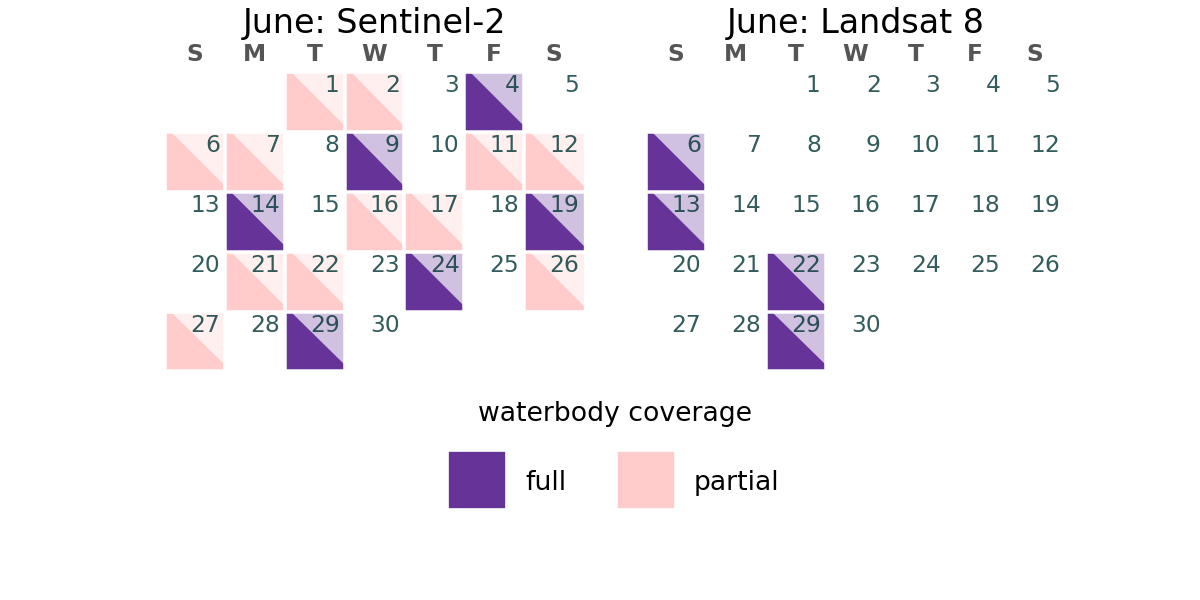 June: Sentinel-2
S M T W T F S
1 2 3 4 5
6 7 8 9 10 11 12
13 14 15 16 17 18 19
20 21 22 23 24 25 26
27 28 29 30
June: Landsat 8
S M T W T F S
1 2 3 4 5
6 7 8 9 10 11 12
13 14 15 16 17 18 19
20 21 22 23 24 25 26
27 28 29 30
waterbody coverage
full
partial